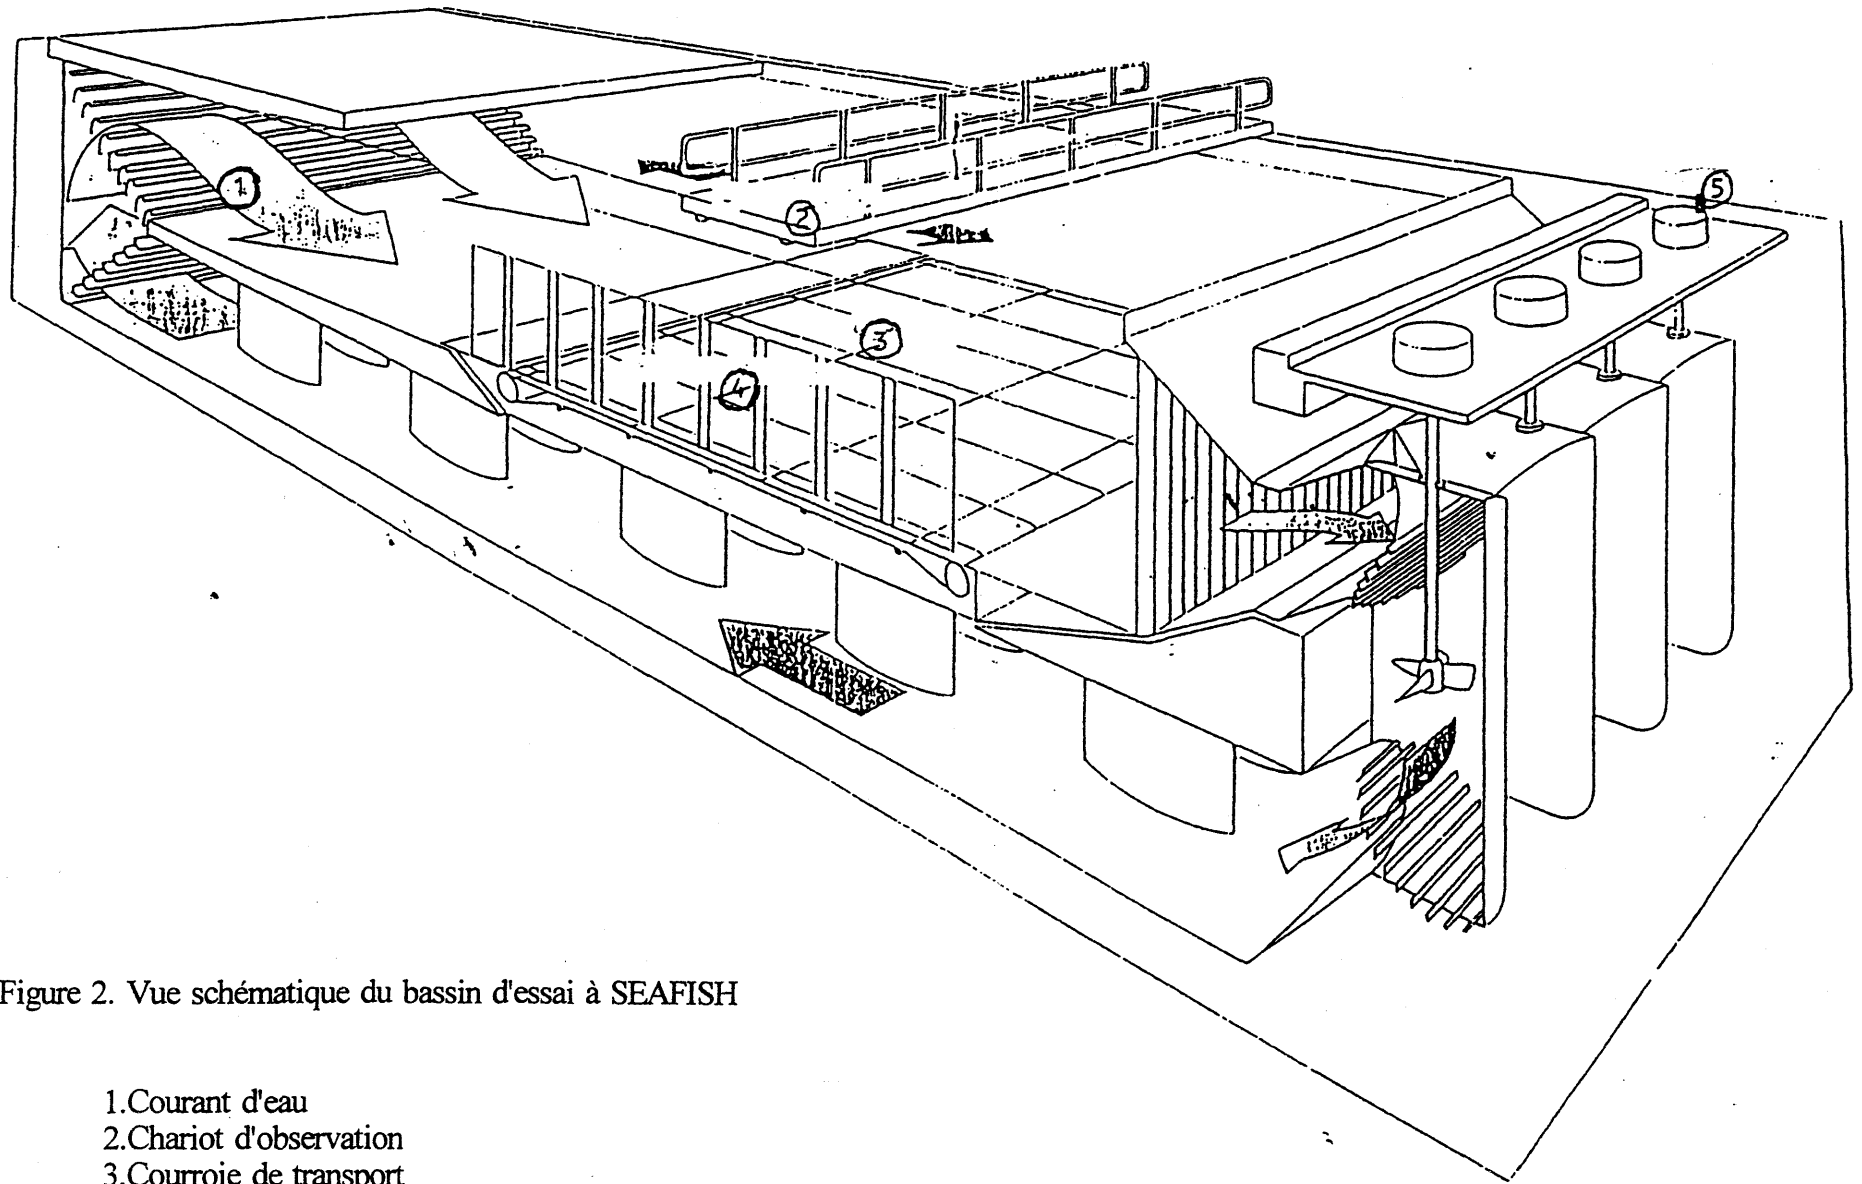 1
2
3
4
5
Figure 2. Vue schématique du bassin d'essai à SEAFISH
1.Courant d'eau
2.Chariot d'observation
3.Courroie de transport